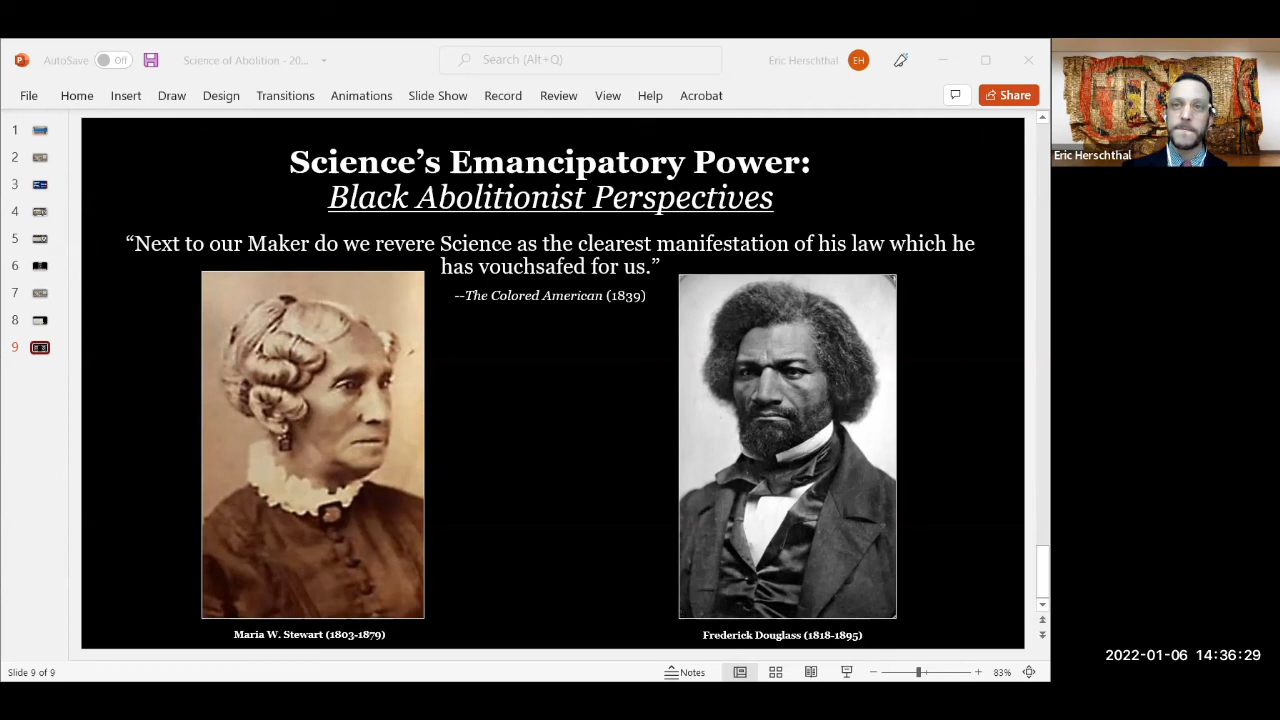 AutoSave Off Science of Abolition - 20... Search (Alt+Q) Eric Herschthal EH
File Home Insert Draw Design Transitions Animations Slide Show Record Review View Help Acrobat Share
1
2
3
4
5
6
7
8
9
Science's Emancipatory Power:
Black Abolitionist Perspectives
“Next to our Maker do we revere Science as the clearest manifestation of his law which he
has vouchsafed for us.”
--The Colored American (1839)
Maria W. Stewart (1803-1879)
Frederick Douglass (1818-1895)
Slide 9 of 9 Notes 83%
Eric Herschthal
2022-01-06 14:36:29